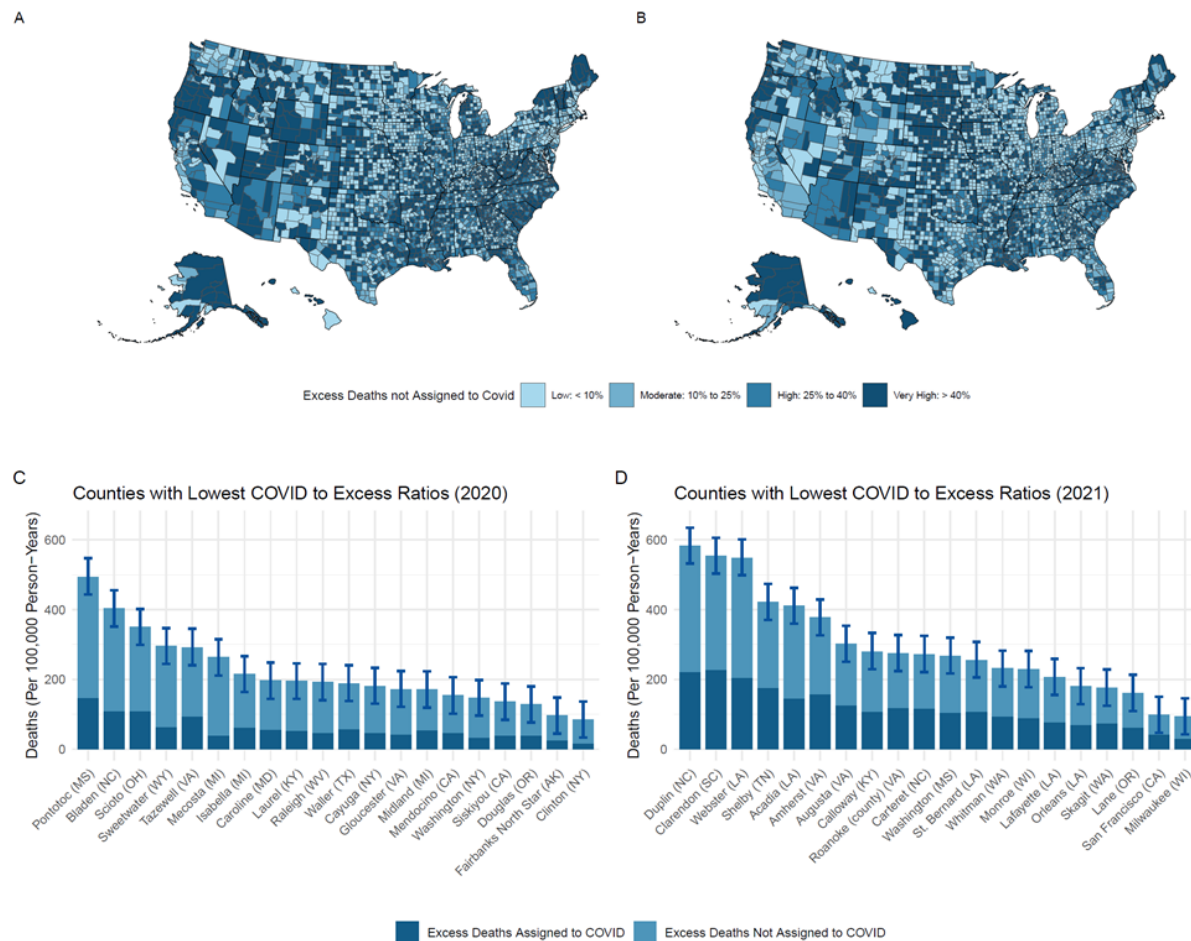 A
B
Excess Deaths not Assigned to Covid
Low: < 10%
Moderate: 10% to 25%
High: 25% to 40%
Very High: > 40%
C
Counties with Lowest COVID to Excess Ratios (2020)
Deaths (Per 100,000 Person−Years)
600
400
200
0
Pontotoc (MS)
Bladen (NC)
Scioto (OH)
Sweetwater (WY)
Tazewell (VA)
Mecosta (MI)
Isabella (MI)
Caroline (MD)
Laurel (KY)
Raleigh (WV)
Waller (TX)
Cayuga (NY)
Gloucester (VA)
Midland (MI)
Mendocino (CA)
Washington (NY)
Siskiyou (CA)
Douglas (OR)
Fairbanks North Star (AK)
Clinton (NY)
D
Counties with Lowest COVID to Excess Ratios (2021)
Deaths (Per 100,000 Person−Years)
600
400
200
0
Duplin (NC)
Clarendon (SC)
Webster (LA)
Shelby (TN)
Acadia (LA)
Amherst (VA)
Augusta (VA)
Calloway (KY)
Roanoke (county) (VA)
Carteret (NC)
Washington (MS)
St. Bernard (LA)
Whitman (WA)
Monroe (WI)
Lafayette (LA)
Orleans (LA)
Skagit (WA)
Lane (OR)
San Francisco (CA)
Milwaukee (WI)
Excess Deaths Assigned to COVID
Excess Deaths Not Assigned to COVID